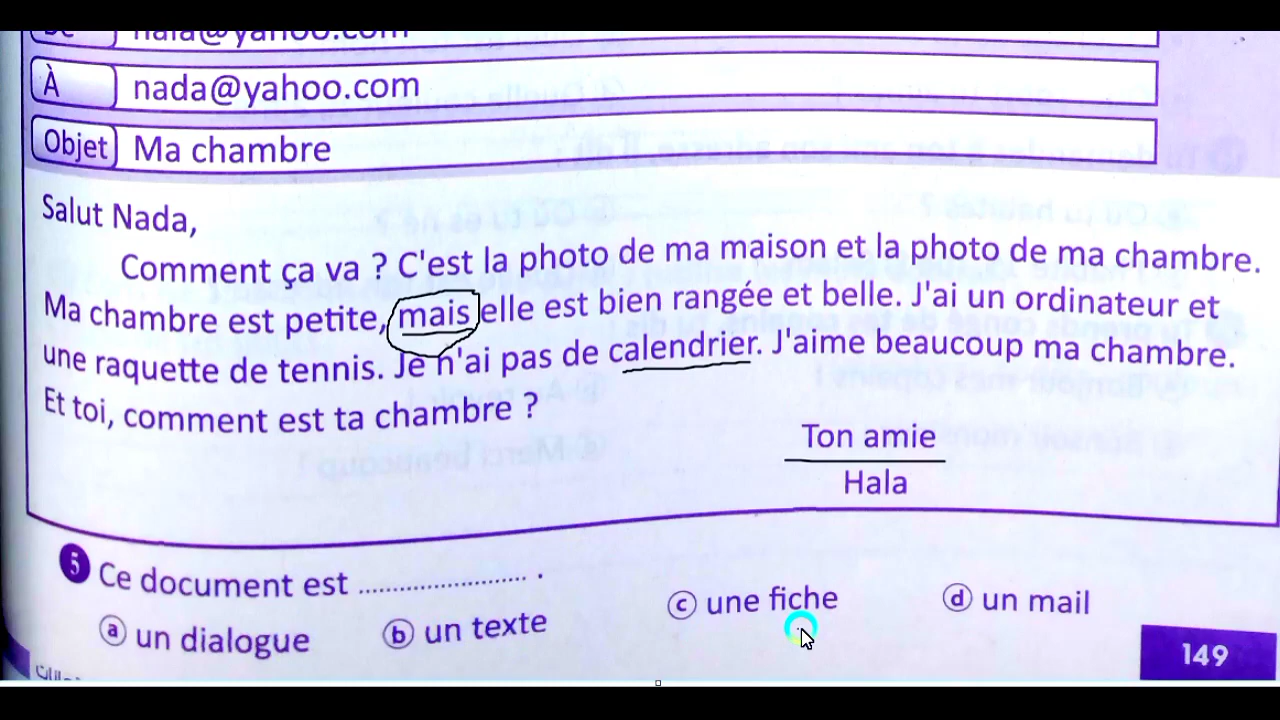 nada@yahoo.com
À nada@yahoo.com
Objet Ma chambre
Salut Nada,
Comment ça va ? C'est la photo de ma maison et la photo de ma chambre.
Ma chambre est petite, mais elle est bien rangée et belle. J'ai un ordinateur et
une raquette de tennis. Je n'ai pas de calendrier. J'aime beaucoup ma chambre.
Et toi, comment est ta chambre ?
Ton amie
Hala
5 Ce document est .......................... .
a un dialogue b un texte c une fiche d un mail
149